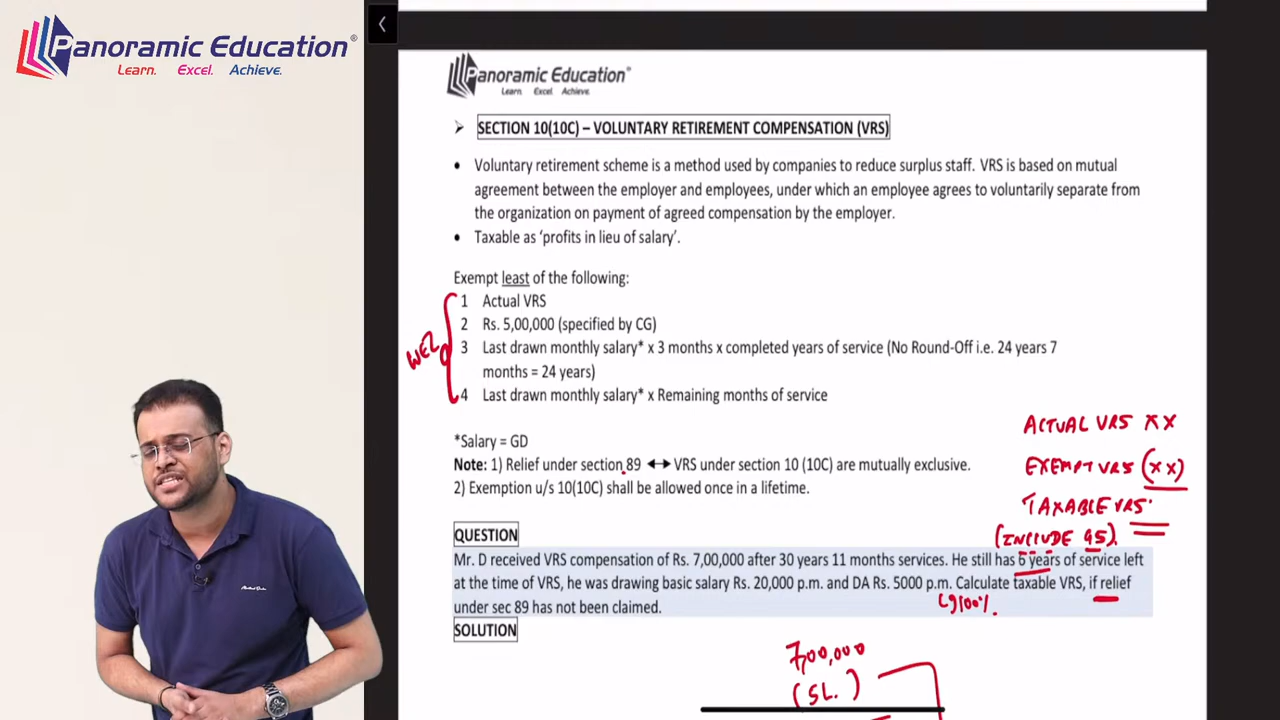 Panoramic Education®
Learn. Excel. Achieve.
Panoramic Education®
Learn Excel Achieve.
➢ SECTION 10(10C) – VOLUNTARY RETIREMENT COMPENSATION (VRS)
• Voluntary retirement scheme is a method used by companies to reduce surplus staff. VRS is based on mutual
agreement between the employer and employees, under which an employee agrees to voluntarily separate from
the organization on payment of agreed compensation by the employer.
• Taxable as ‘profits in lieu of salary’.
Exempt least of the following:
1 Actual VRS
2 Rs. 5,00,000 (specified by CG)
3 Last drawn monthly salary* x 3 months x completed years of service (No Round-Off i.e. 24 years 7
months = 24 years)
4 Last drawn monthly salary* x Remaining months of service
*Salary = GD
Note: 1) Relief under section 89 ↔ VRS under section 10 (10C) are mutually exclusive.
2) Exemption u/s 10(10C) shall be allowed once in a lifetime.
ACTUAL VRS XX
EXEMPT VRS (XX)
TAXABLE VRS
QUESTION
Mr. D received VRS compensation of Rs. 7,00,000 after 30 years 11 months services. He still has 6 years of service left
at the time of VRS, he was drawing basic salary Rs. 20,000 p.m. and DA Rs. 5000 p.m. Calculate taxable VRS, if relief
under sec 89 has not been claimed.
100%.
SOLUTION
7,00,000
(5L.)